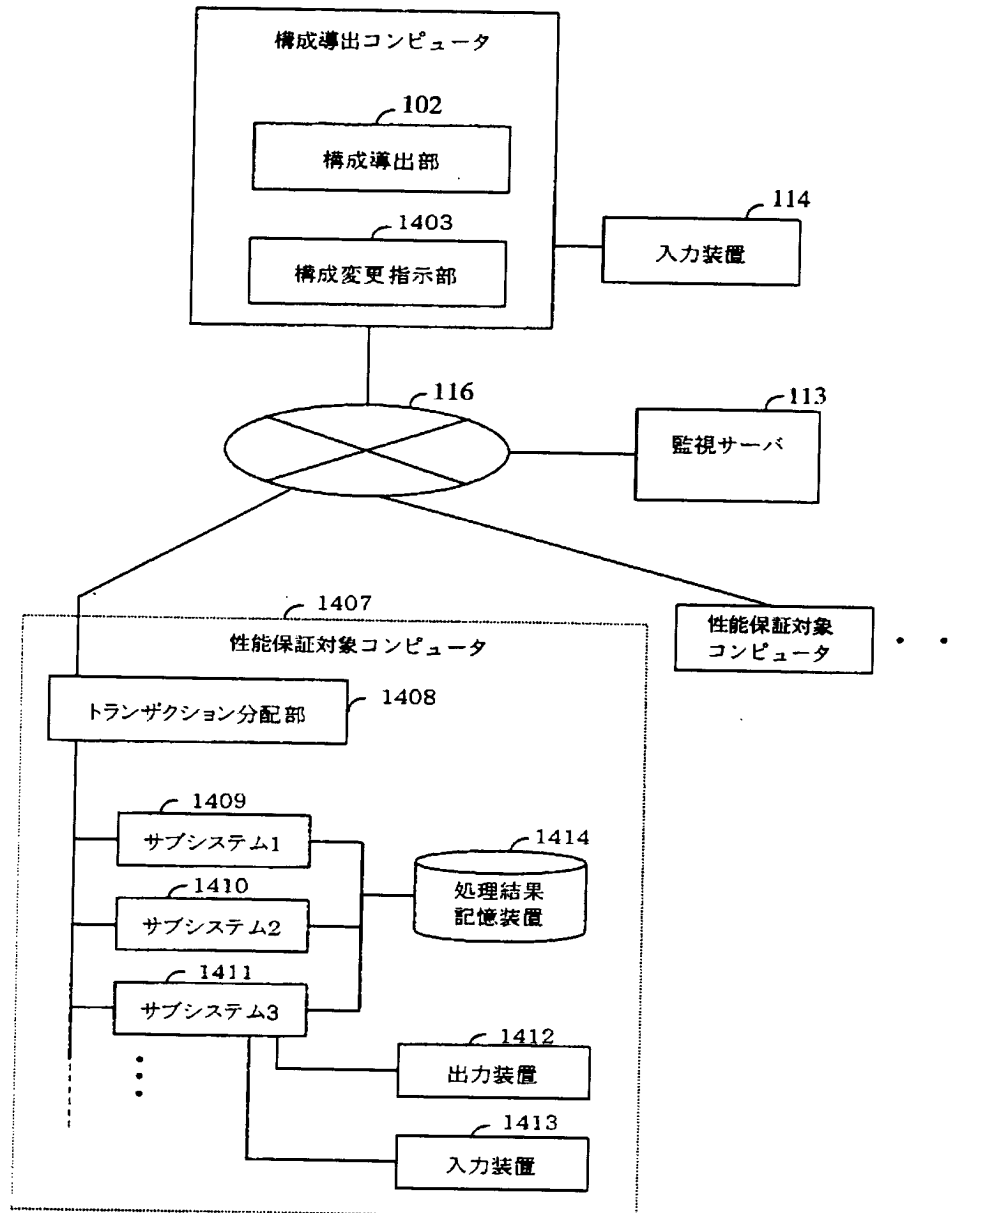 構成導出コンピュータ
102
構成導出部
1403
構成変更指示部
114
入力装置
116
113
監視サーバ
1407
性能保証対象コンピュータ
性能保証対象
コンピュータ
1408
トランザクション分配部
1409
サブシステム1
1410
サブシステム2
1411
サブシステム3
1414
処理結果
記憶装置
1412
出力装置
1413
入力装置